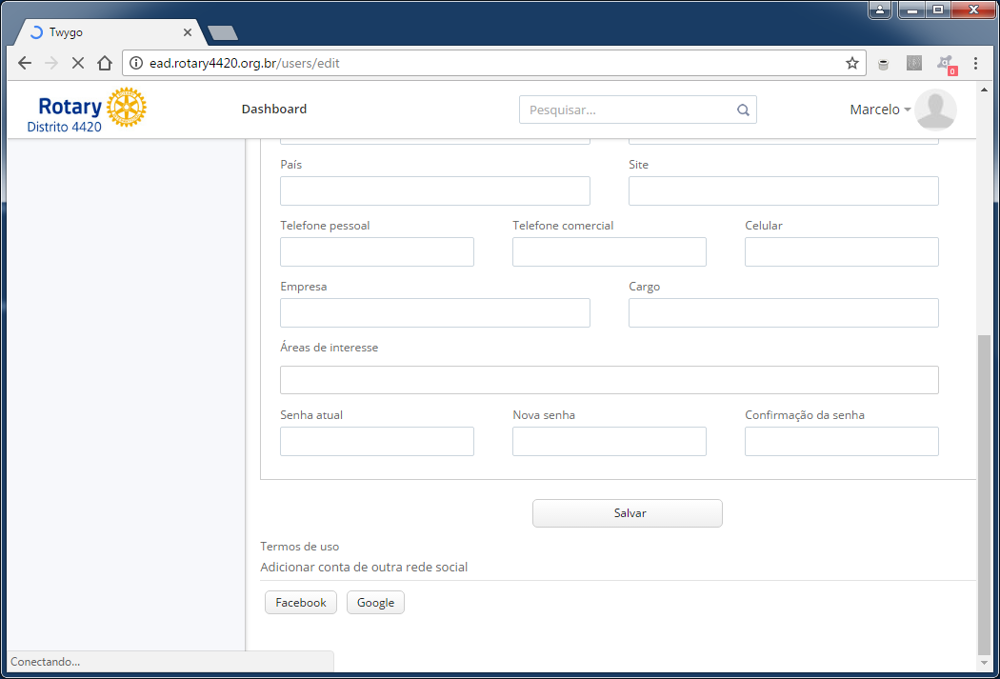 Twygo
ead.rotary4420.org.br/users/edit
0
Rotary
Distrito 4420
Dashboard
Pesquisar...
Marcelo
País
Site
Telefone pessoal
Telefone comercial
Celular
Empresa
Cargo
Áreas de interesse
Senha atual
Nova senha
Confirmação da senha
Salvar
Termos de uso
Adicionar conta de outra rede social
Facebook
Google
Conectando...